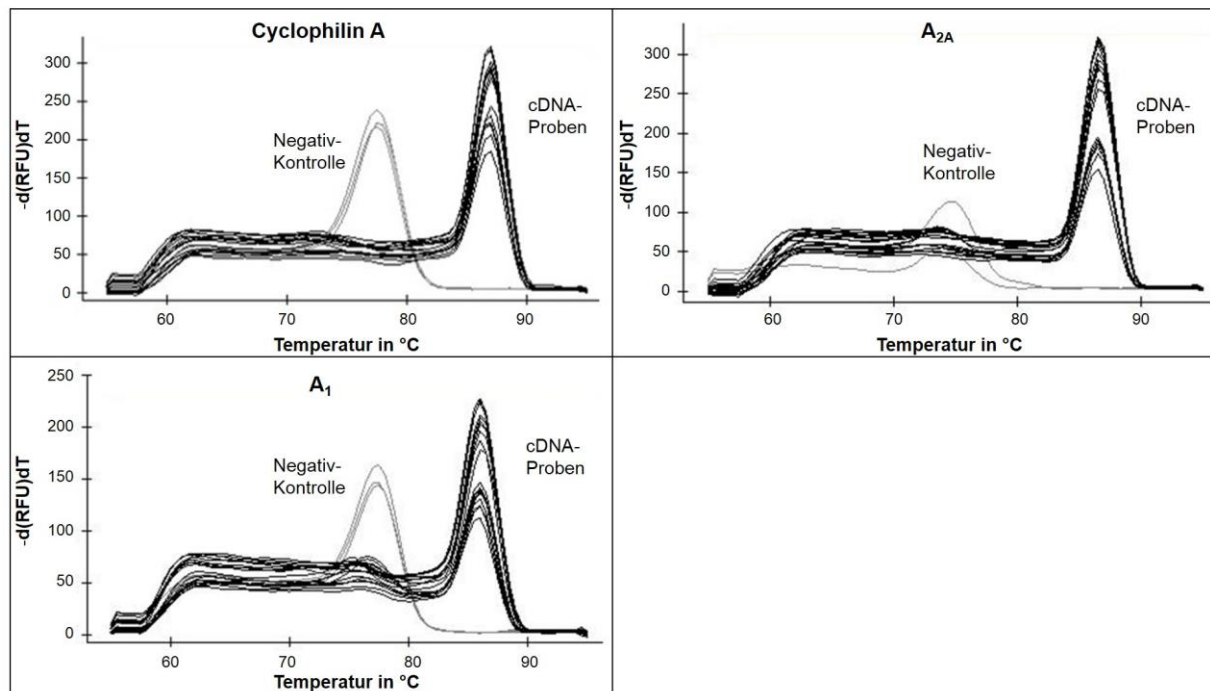 Cyclophilin A
-d(RFU)dT
300
250
200
150
100
50
0
Negativ-
Kontrolle
cDNA-
Proben
60
70
80
90
Temperatur in °C
A2A
-d(RFU)dT
300
250
200
150
100
50
0
Negativ-
Kontrolle
cDNA-
Proben
60
70
80
90
Temperatur in °C
A1
-d(RFU)dT
250
200
150
100
50
0
Negativ-
Kontrolle
cDNA-
Proben
60
70
80
90
Temperatur in °C